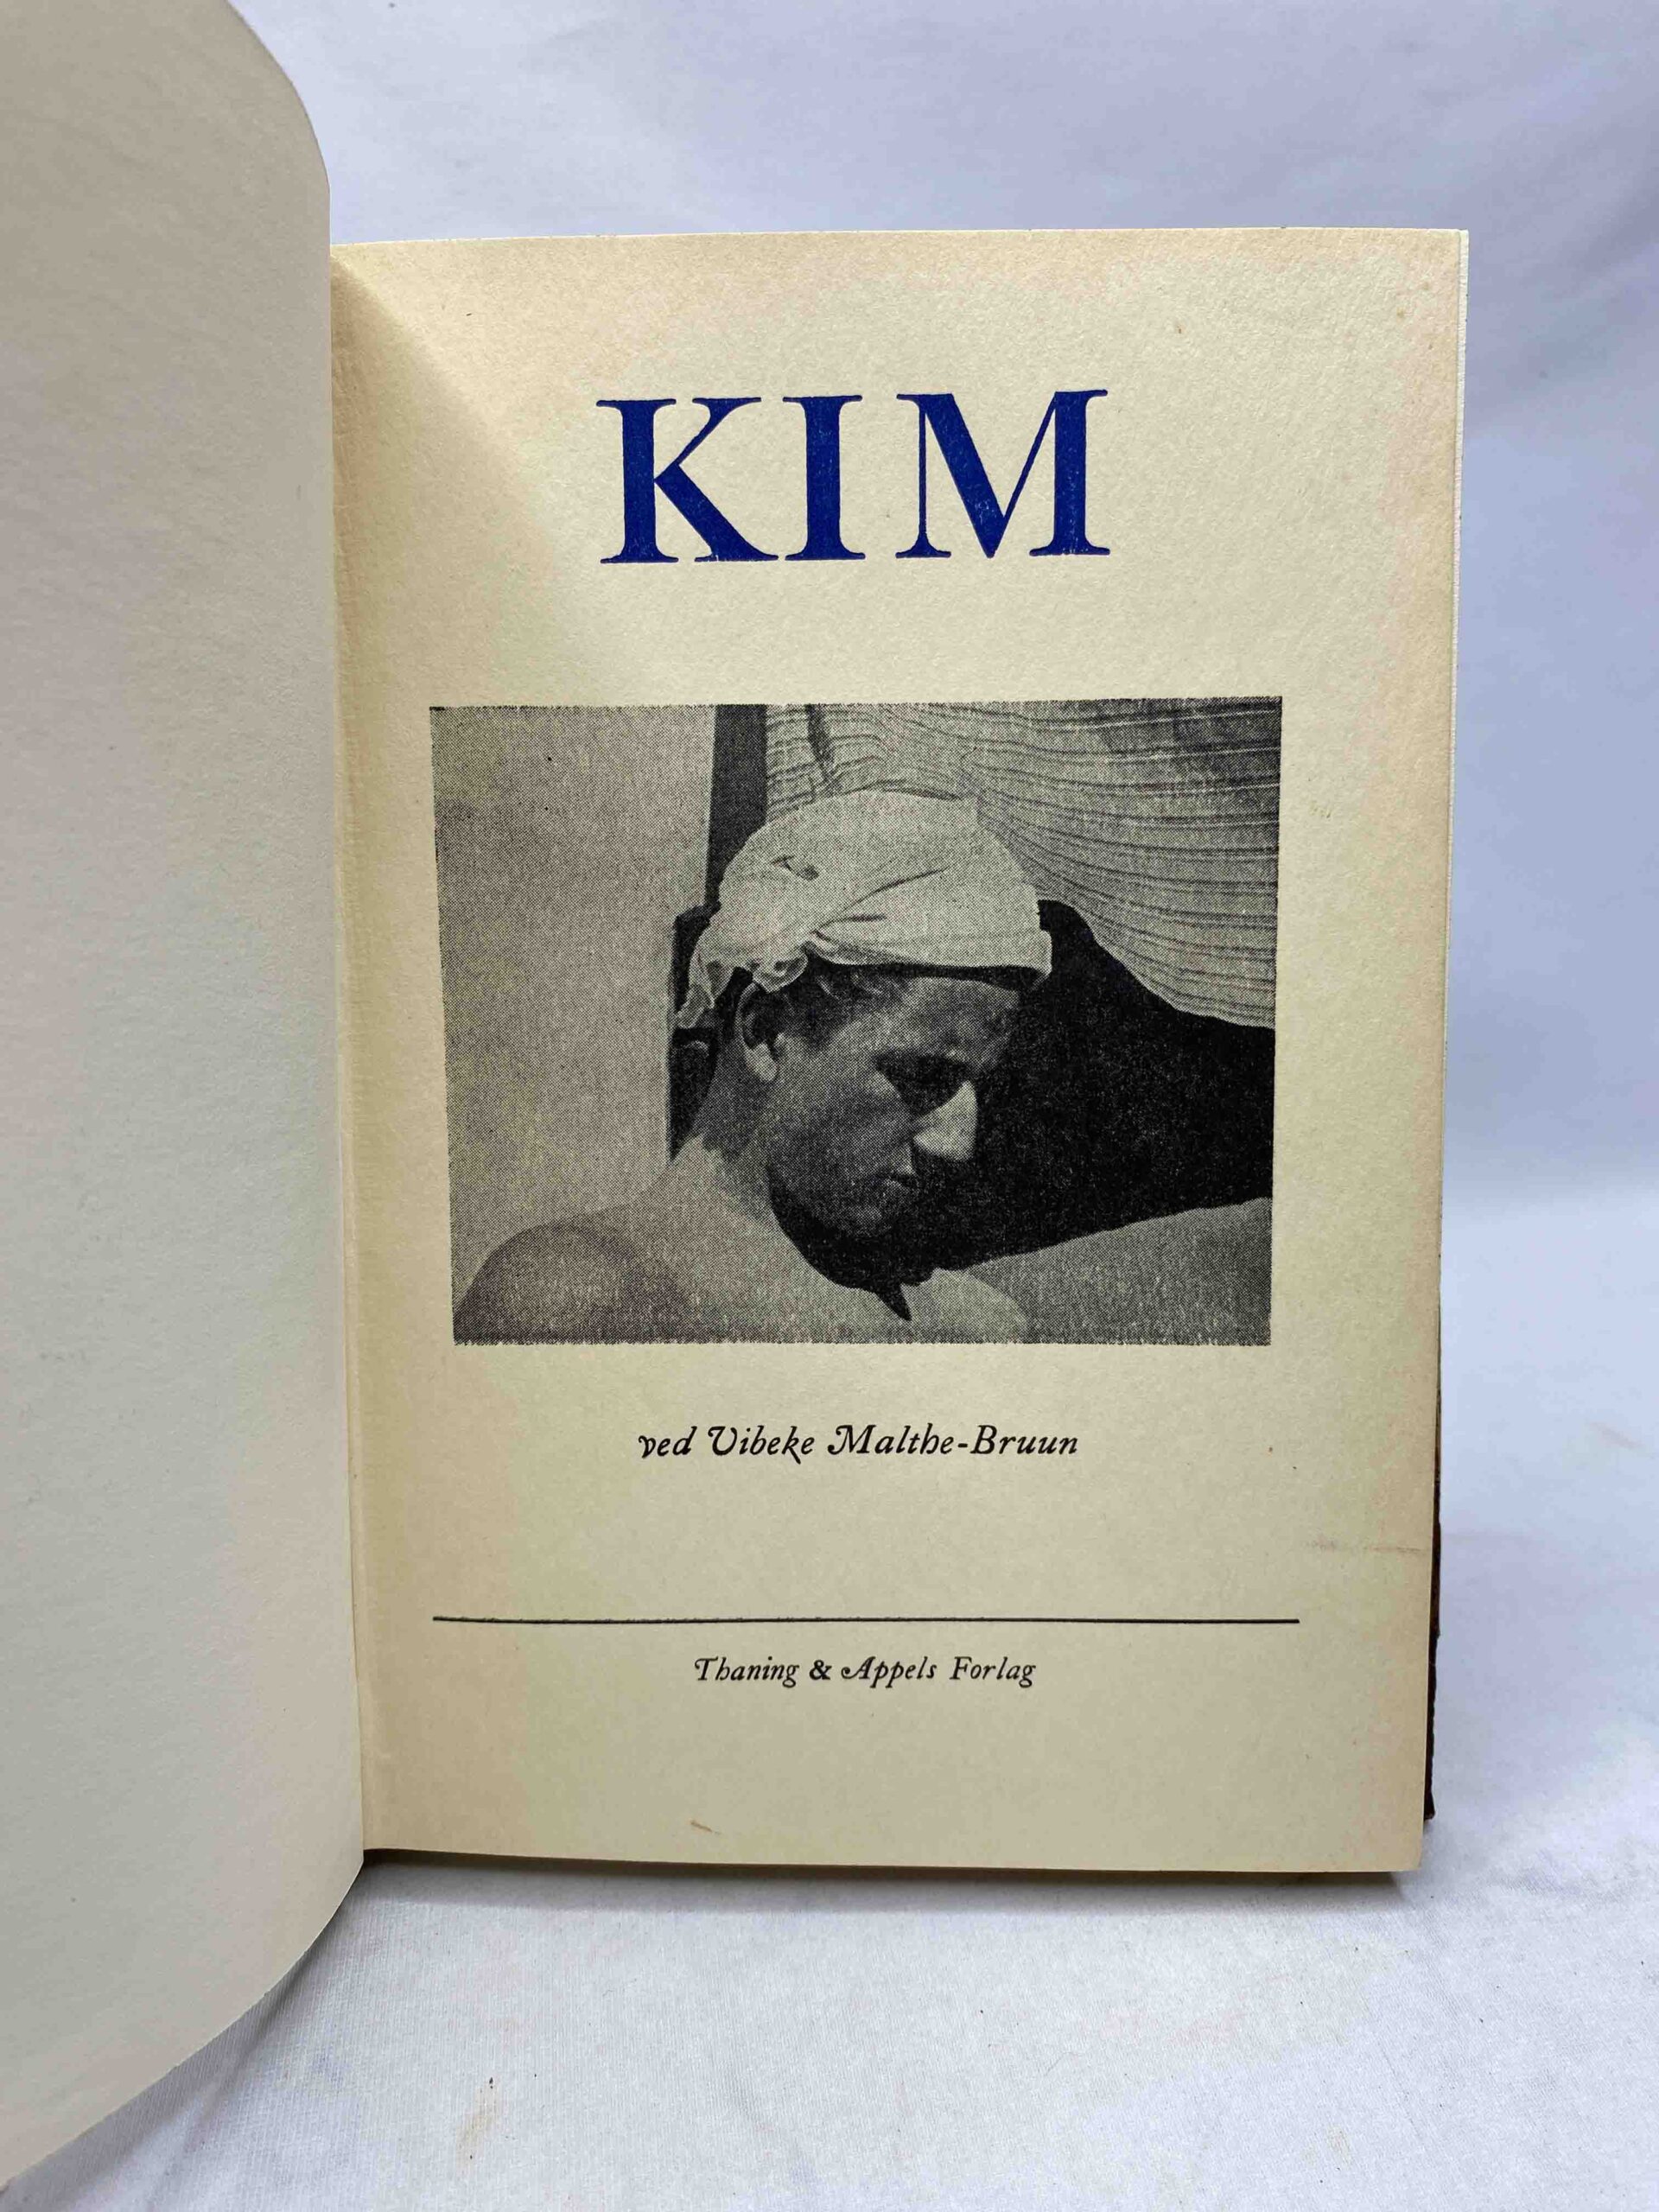 KIM
ved Vibeke Malthe-Bruun
Thaning & Appels Forlag